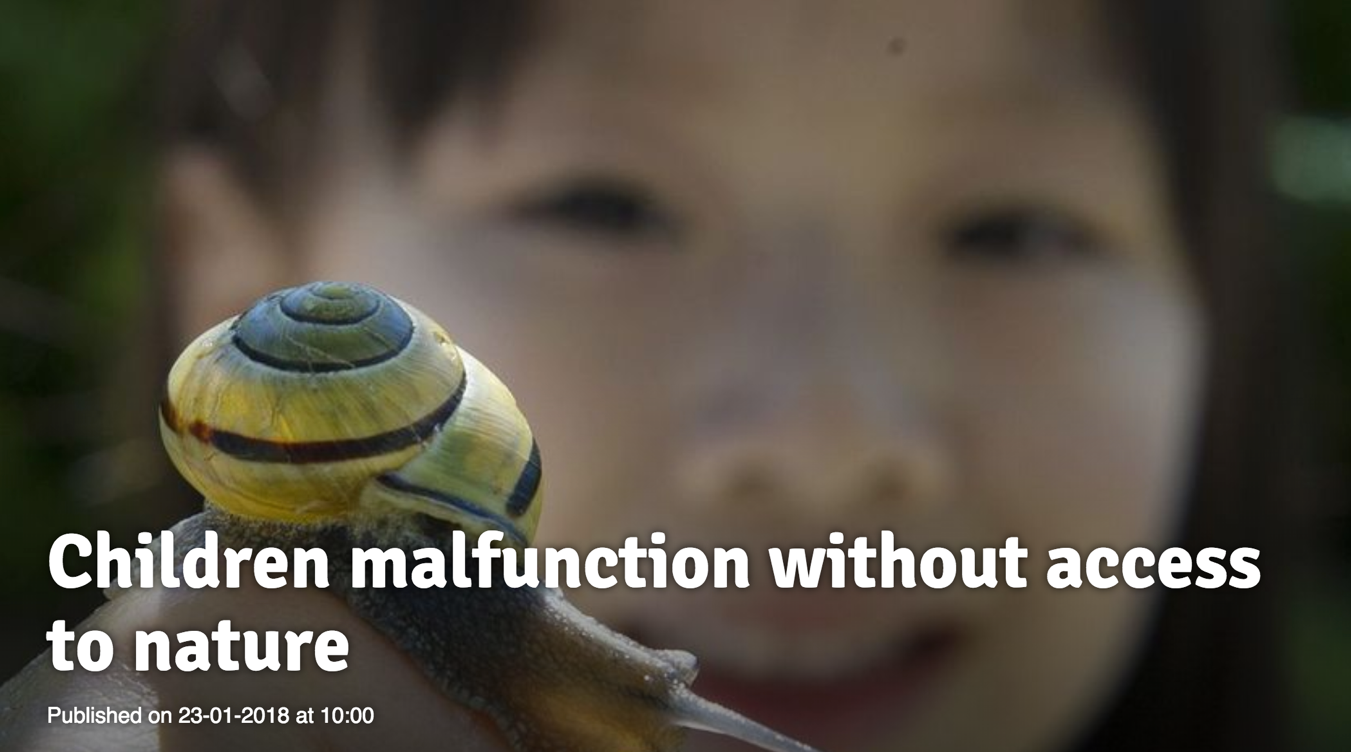 Children malfunction without access
to nature
Published on 23-01-2018 at 10:00